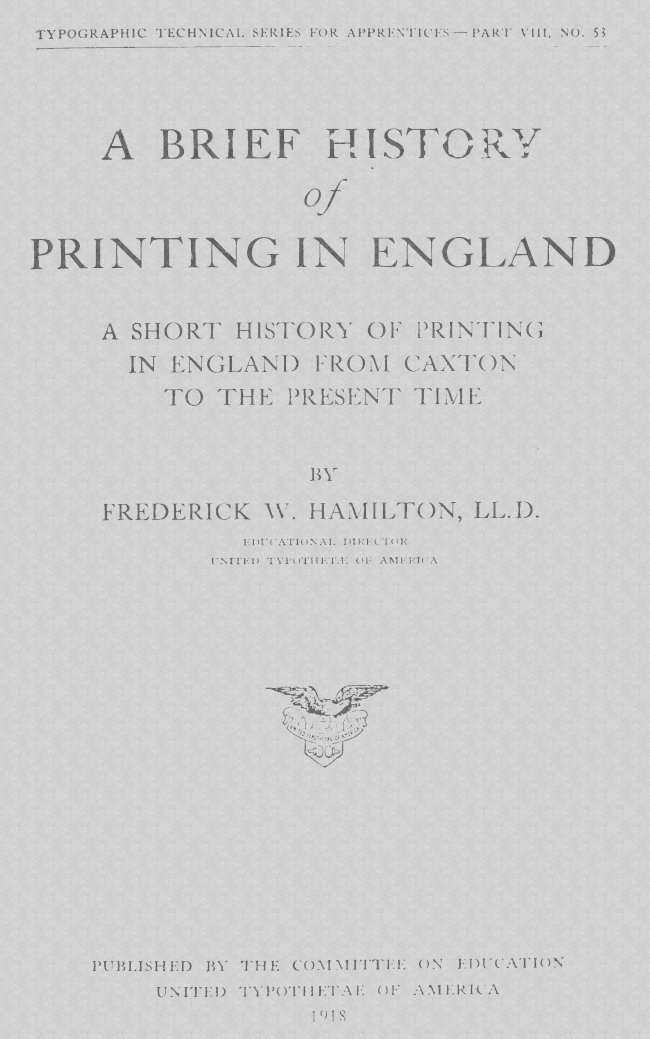 TYPOGRAPHIC TECHNICAL SERIES FOR APPRENTICES—PART VIII, NO. 53
A BRIEF HISTORY
of
PRINTING IN ENGLAND
A SHORT HISTORY OF PRINTING
IN ENGLAND FROM CAXTON
TO THE PRESENT TIME
BY
FREDERICK W. HAMILTON, LL.D.
EDUCATIONAL DIRECTOR
UNITED TYPOTHETÆ OF AMERICA
PUBLISHED BY THE COMMITTEE ON EDUCATION
UNITED TYPOTHETAE OF AMERICA
1918